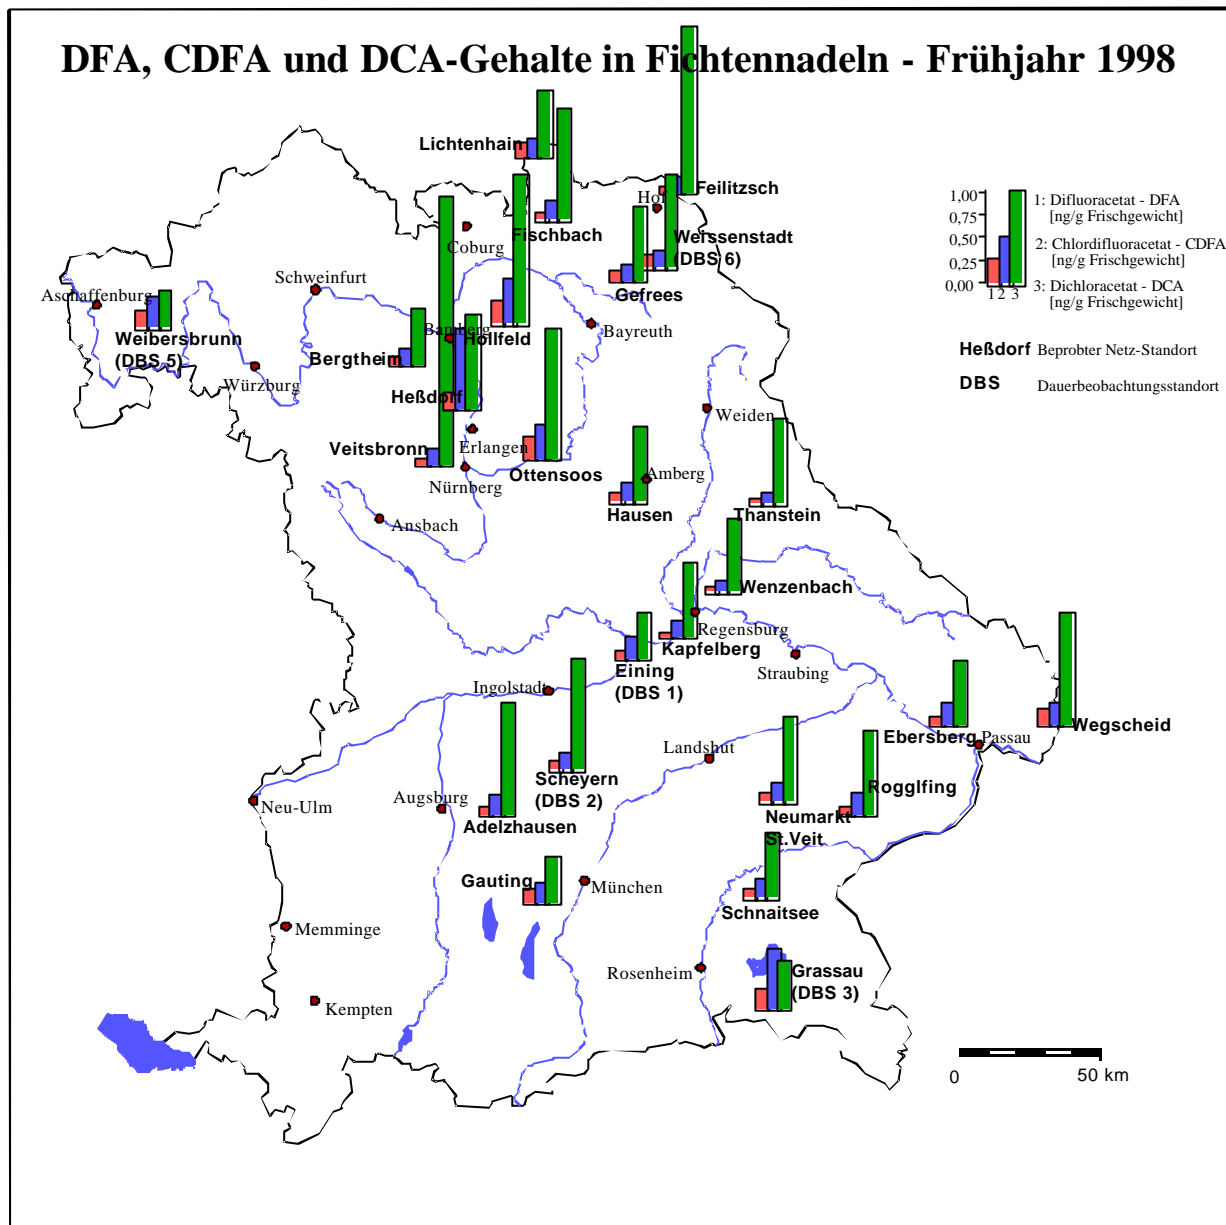 DFA, CDFA und DCA-Gehalte in Fichtennadeln - Frühjahr 1998
Lichtenhain
Feilitzsch
Hof
Fischbach
Coburg
Weissenstadt
(DBS 6)
Gefrees
Schweinfurt
Aschaffenburg
Weibersbrunn
(DBS 5)
Bamberg
Hollfeld
Bayreuth
Bergtheim
Würzburg
Heßdorf
Weiden
Veitsbronn
Erlangen
Ottensoos
Nürnberg
Amberg
Hausen
Thanstein
Ansbach
Wenzenbach
Regensburg
Kapfelberg
Eining
(DBS 1)
Straubing
Ingolstadt
Wegscheid
Ebersberg
Passau
Landshut
Scheyern
(DBS 2)
Rogglfing
Neu-Ulm
Augsburg
Adelzhausen
Neumarkt
St.Veit
Gauting
München
Schnaitsee
Memminge
Rosenheim
Grassau
(DBS 3)
Kempten
1,00
0,75
0,50
0,25
0,00
1 2 3
1: Difluoracetat - DFA
[ng/g Frischgewicht]
2: Chlordifluoracetat - CDFA
[ng/g Frischgewicht]
3: Dichloracetat - DCA
[ng/g Frischgewicht]
Heßdorf Beprobter Netz-Standort
DBS Dauerbeobachtungsstandort
0 50 km